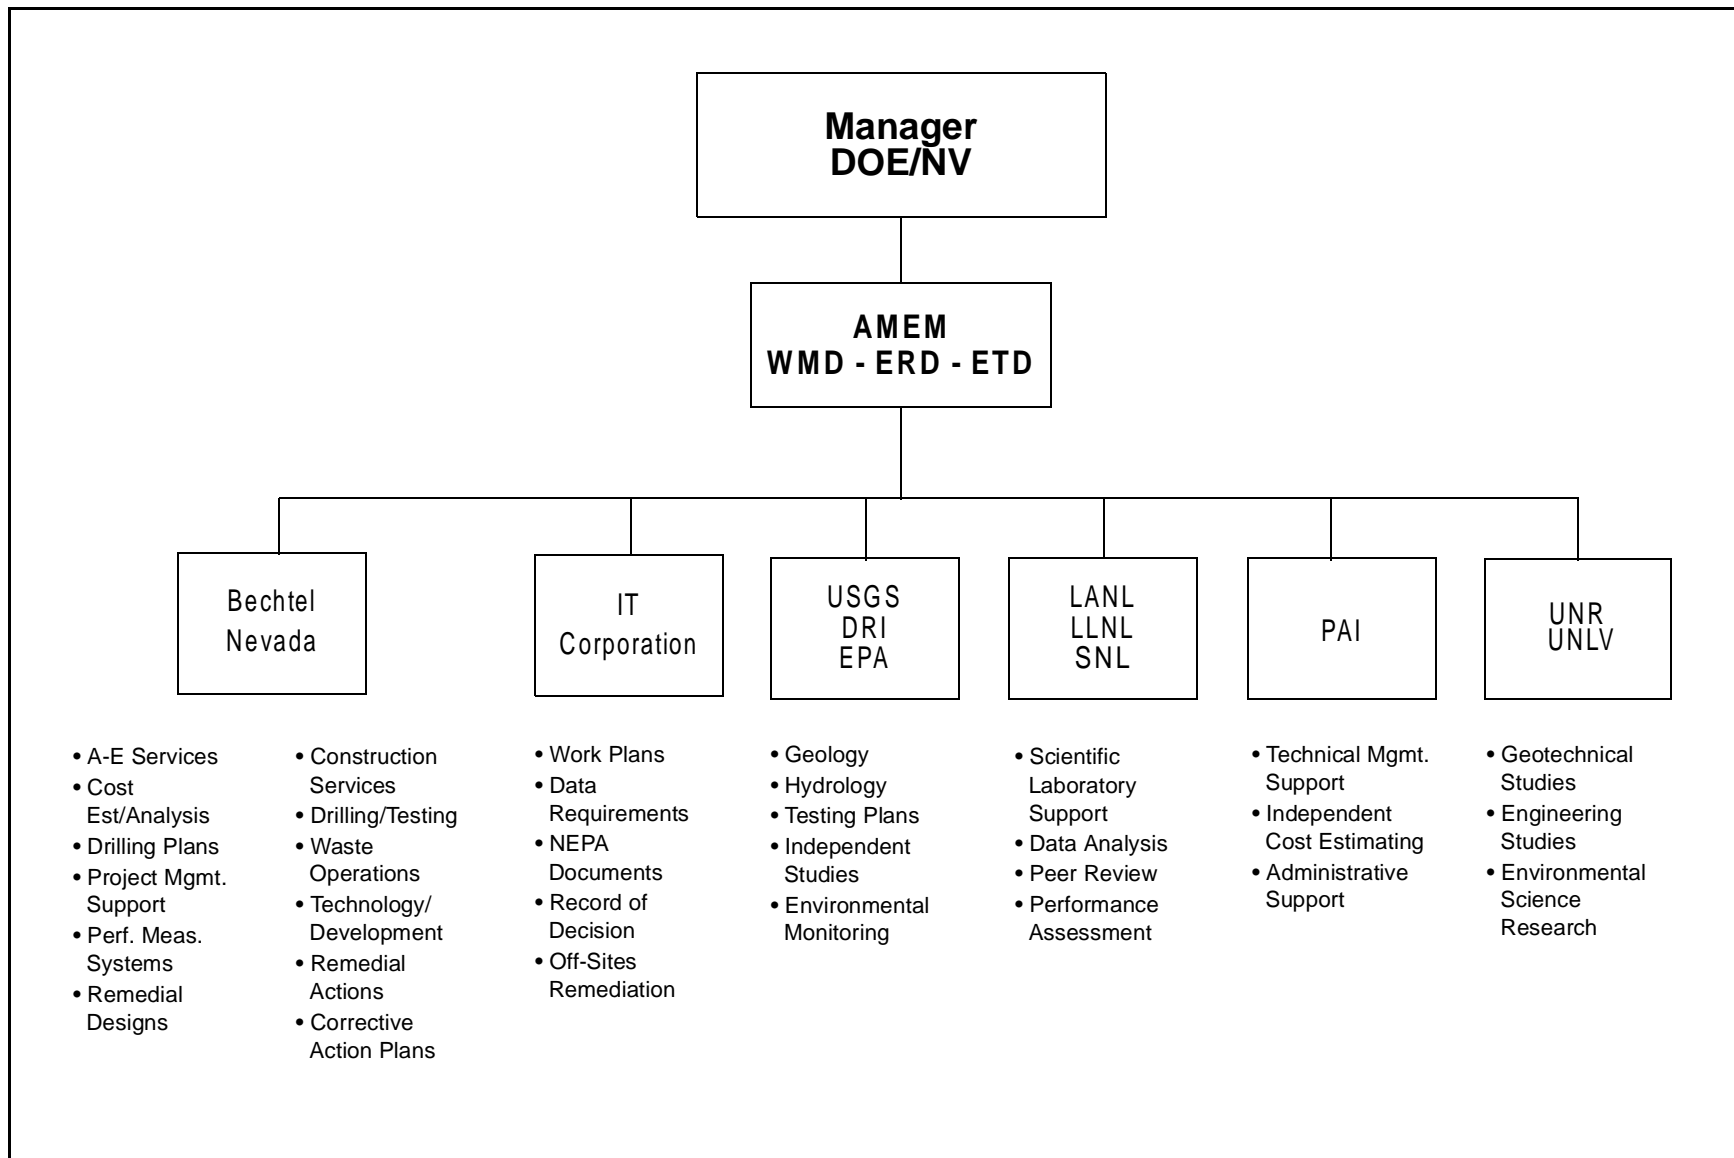 Manager
DOE/NV
AMEM
WMD - ERD - ETD
Bechtel
Nevada
IT
Corporation
USGS
DRI
EPA
LANL
LLNL
SNL
PAI
UNR
UNLV
• A-E Services
• Cost
Est/Analysis
• Drilling Plans
• Project Mgmt.
Support
• Perf. Meas.
Systems
• Remedial
Designs
• Construction
Services
• Drilling/Testing
• Waste
Operations
• Technology/
Development
• Remedial
Actions
• Corrective
Action Plans
• Work Plans
• Data
Requirements
• NEPA
Documents
• Record of
Decision
• Off-Sites
Remediation
• Geology
• Hydrology
• Testing Plans
• Independent
Studies
• Environmental
Monitoring
• Scientific
Laboratory
Support
• Data Analysis
• Peer Review
• Performance
Assessment
• Technical Mgmt.
Support
• Independent
Cost Estimating
• Administrative
Support
• Geotechnical
Studies
• Engineering
Studies
• Environmental
Science
Research